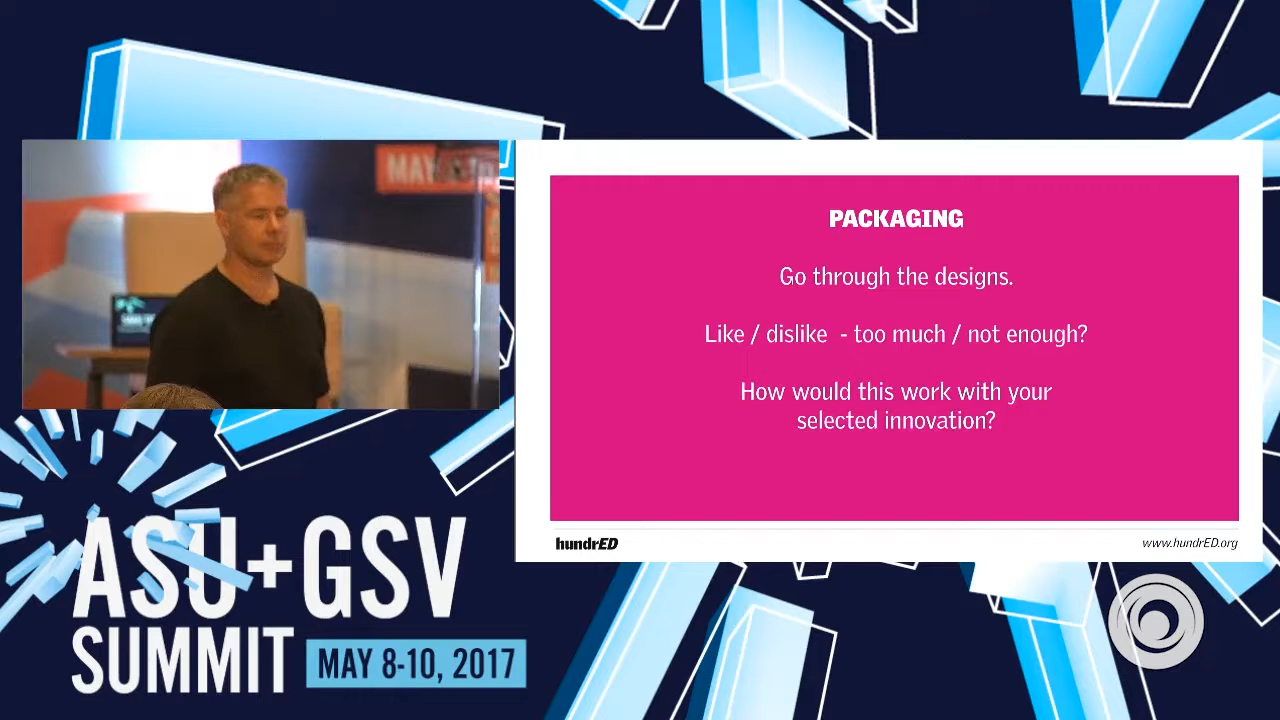 PACKAGING
Go through the designs.
Like / dislike - too much / not enough?
How would this work with your
selected innovation?
hundrED
www.hundrED.org
ASU+GSV
SUMMIT
MAY 8-10, 2017